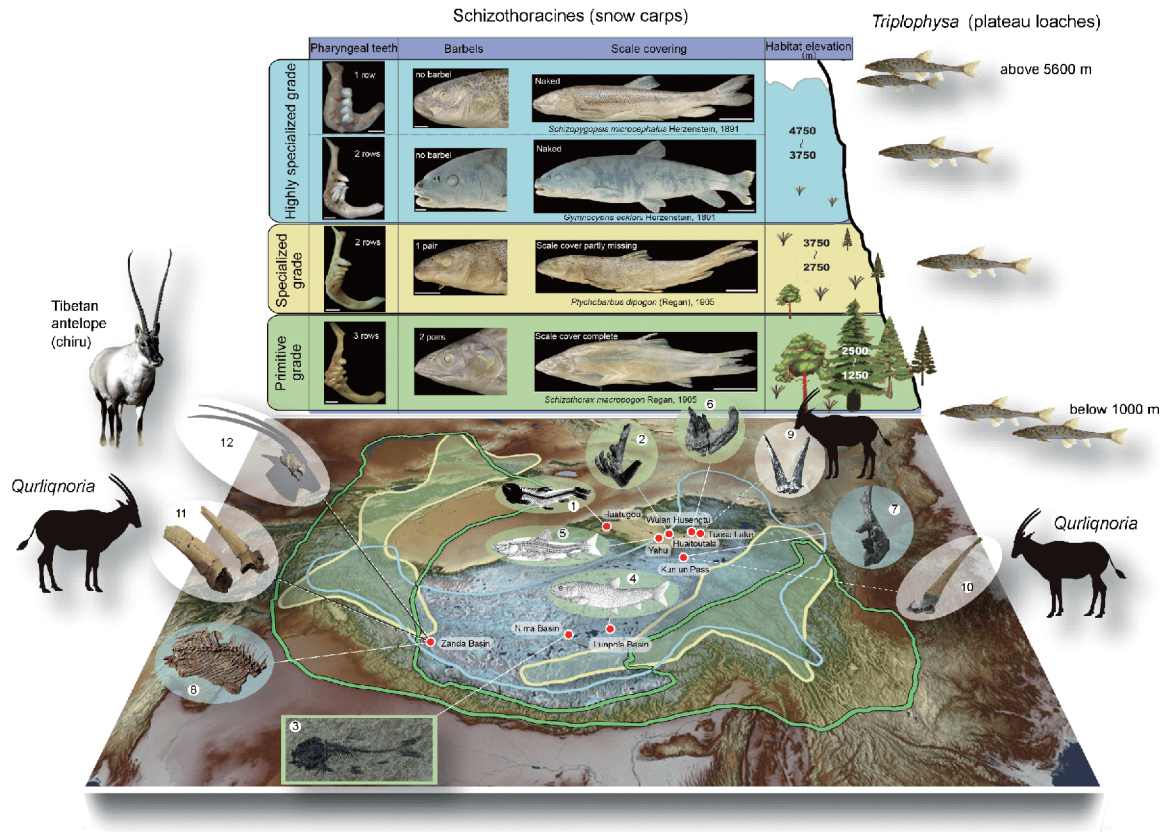 Schizothoracines (snow carps)
Triplophysa (plateau loaches)
Pharyngeal teeth
Barbels
Scale covering
Habitat elevation
(m)
above 5600 m
Highly specialized grade
1 row
no barbel
Naked
Schizopygopsis microcephalus Herzenstein, 1891
4750
~
3750
2 rows
no barbel
Naked
Gymnocypris eckloni Herzenstein, 1891
Specialized
grade
2 rows
1 pair
Scale cover partly missing
Ptychobarbus dipogon (Regan), 1905
3750
~
2750
Primitive
grade
3 rows
2 pairs
Scale cover complete
Schizothorax macropogon Regan, 1905
2500
~
1250
below 1000 m
Tibetan
antelope
(chiru)
Qurliqnoria
Qurliqnoria
12
11
8
3
1
5
4
2
6
9
7
10
Huatugou
Wulan Husengtu
Tuosu Lake
Huaitoutala
Yahu
Kunlun Pass
Nima Basin
Lunpola Basin
Zanda Basin